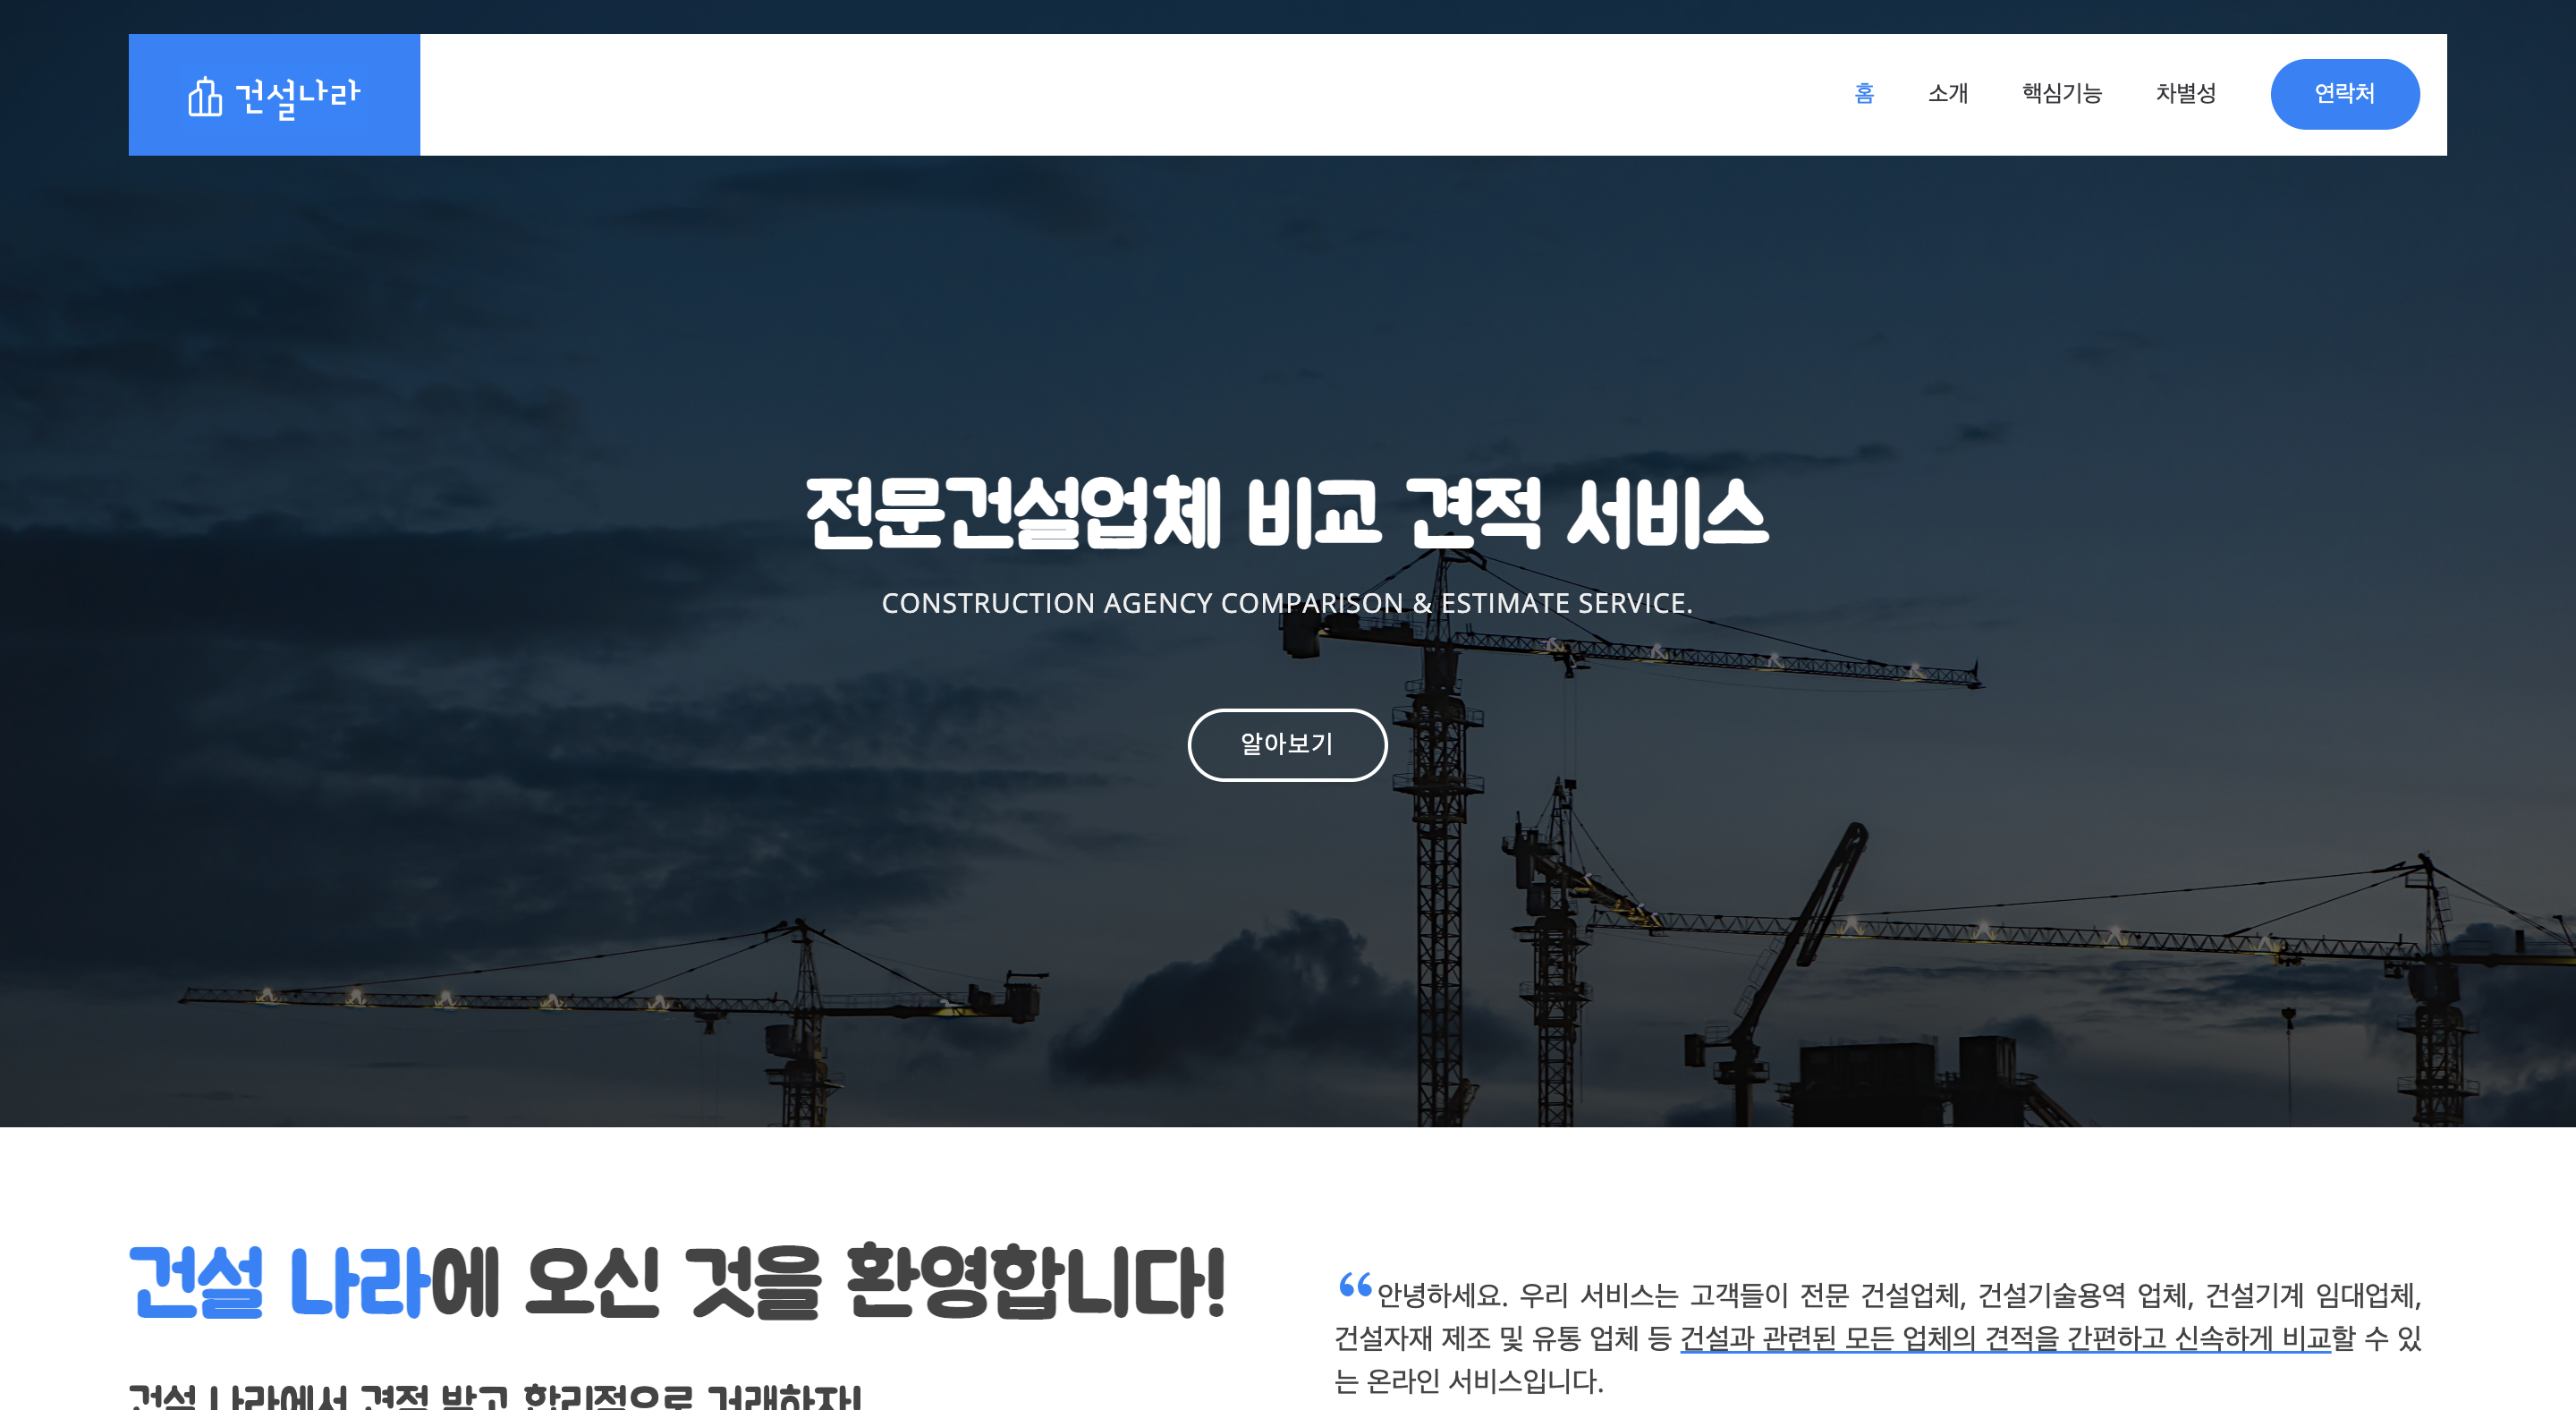 건설나라
홈 소개 핵심기능 차별성 연락처
전문건설업체 비교 견적 서비스
CONSTRUCTION AGENCY COMPARISON & ESTIMATE SERVICE.
알아보기
건설 나라에 오신 것을 환영합니다!
건설 나라에서 견적 받고 합리적으로 거래하자!
“안녕하세요. 우리 서비스는 고객들이 전문 건설업체, 건설기술용역 업체, 건설기계 임대업체,
건설자재 제조 및 유통 업체 등 건설과 관련된 모든 업체의 견적을 간편하고 신속하게 비교할 수 있
는 온라인 서비스입니다.